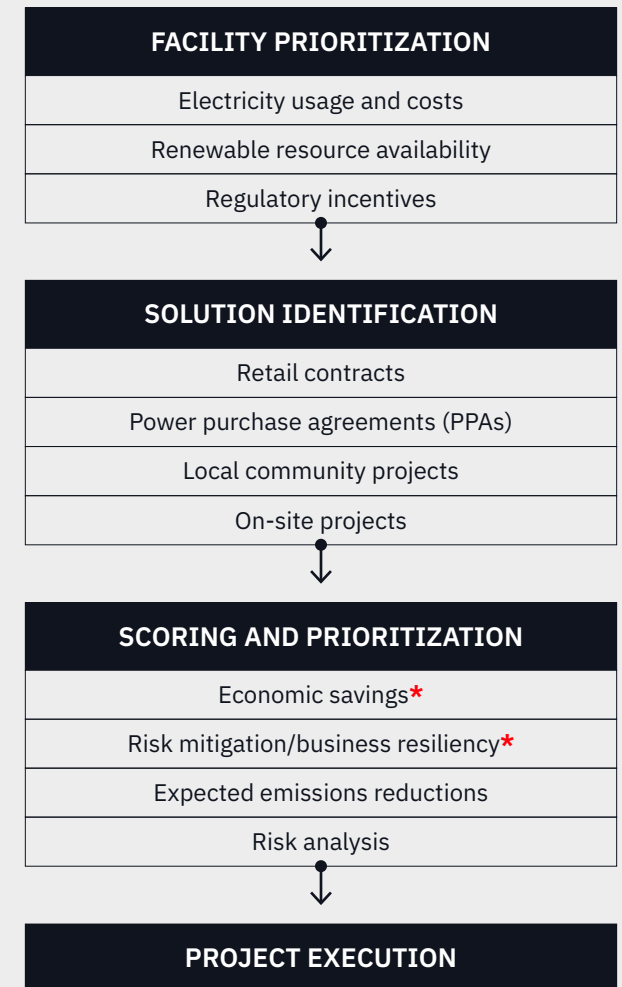 FACILITY PRIORITIZATION
Electricity usage and costs
Renewable resource availability
Regulatory incentives
SOLUTION IDENTIFICATION
Retail contracts
Power purchase agreements (PPAs)
Local community projects
On-site projects
SCORING AND PRIORITIZATION
Economic savings*
Risk mitigation/business resiliency*
Expected emissions reductions
Risk analysis
PROJECT EXECUTION